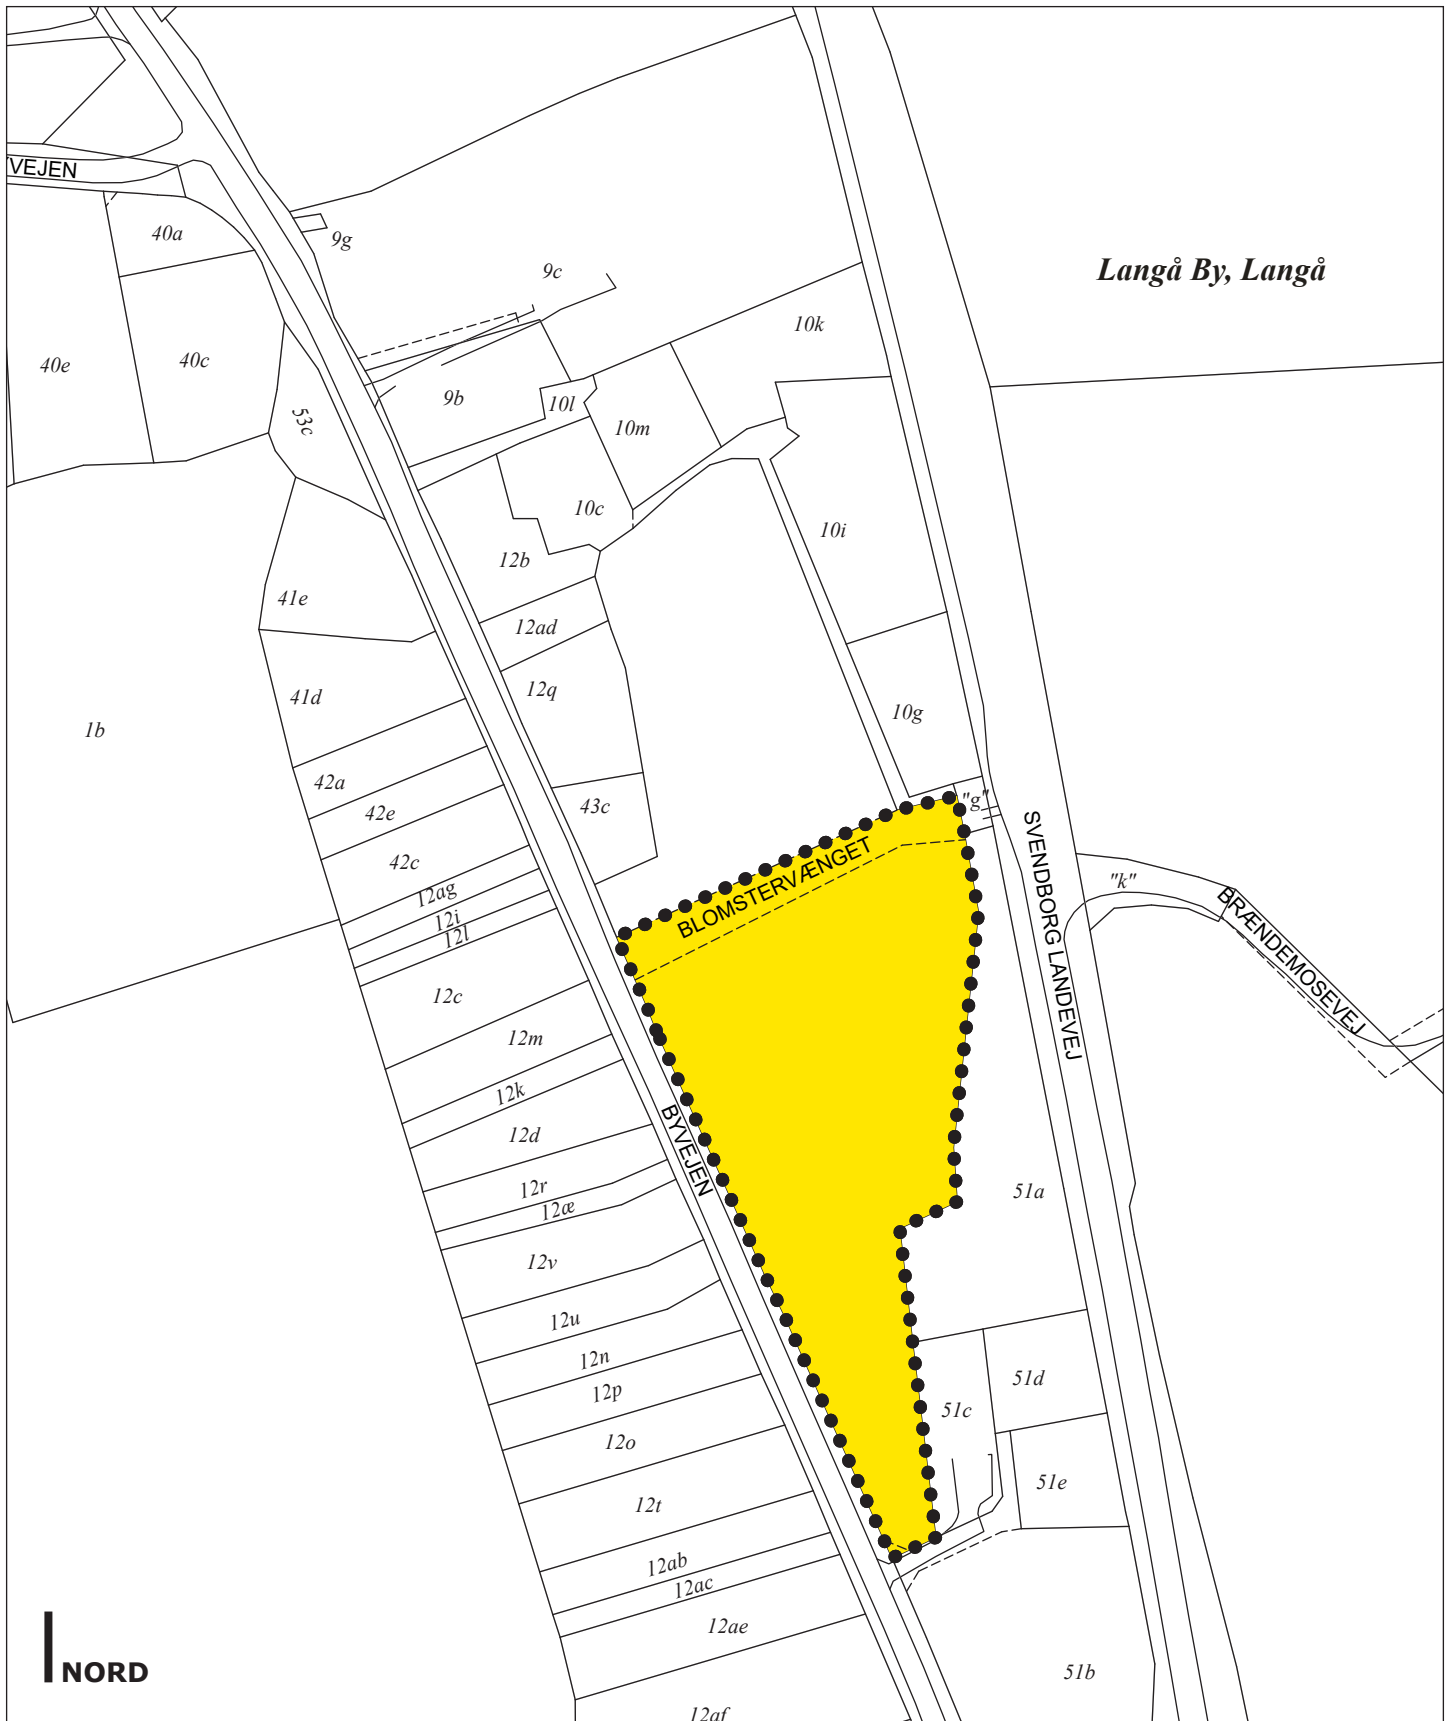 VEJEN
40a
9g
9c
Langå By, Langå
10k
40e
40c
9b
10l
53c
10m
10c
10i
12b
41e
12ad
12q
41d
10g
1b
42a
42e
43c
"g"
42c
BLOMSTERVÆNGET
SVENDBORG LANDEVEJ
"k"
BRÆNDEMOSEVEJ
12ag
12i
12l
12c
12m
12k
12d
BYVEJEN
12r
51a
12æ
12v
12u
12n
51d
12p
51c
12o
51e
12t
12ab
12ac
12ae
NORD
51b
12af